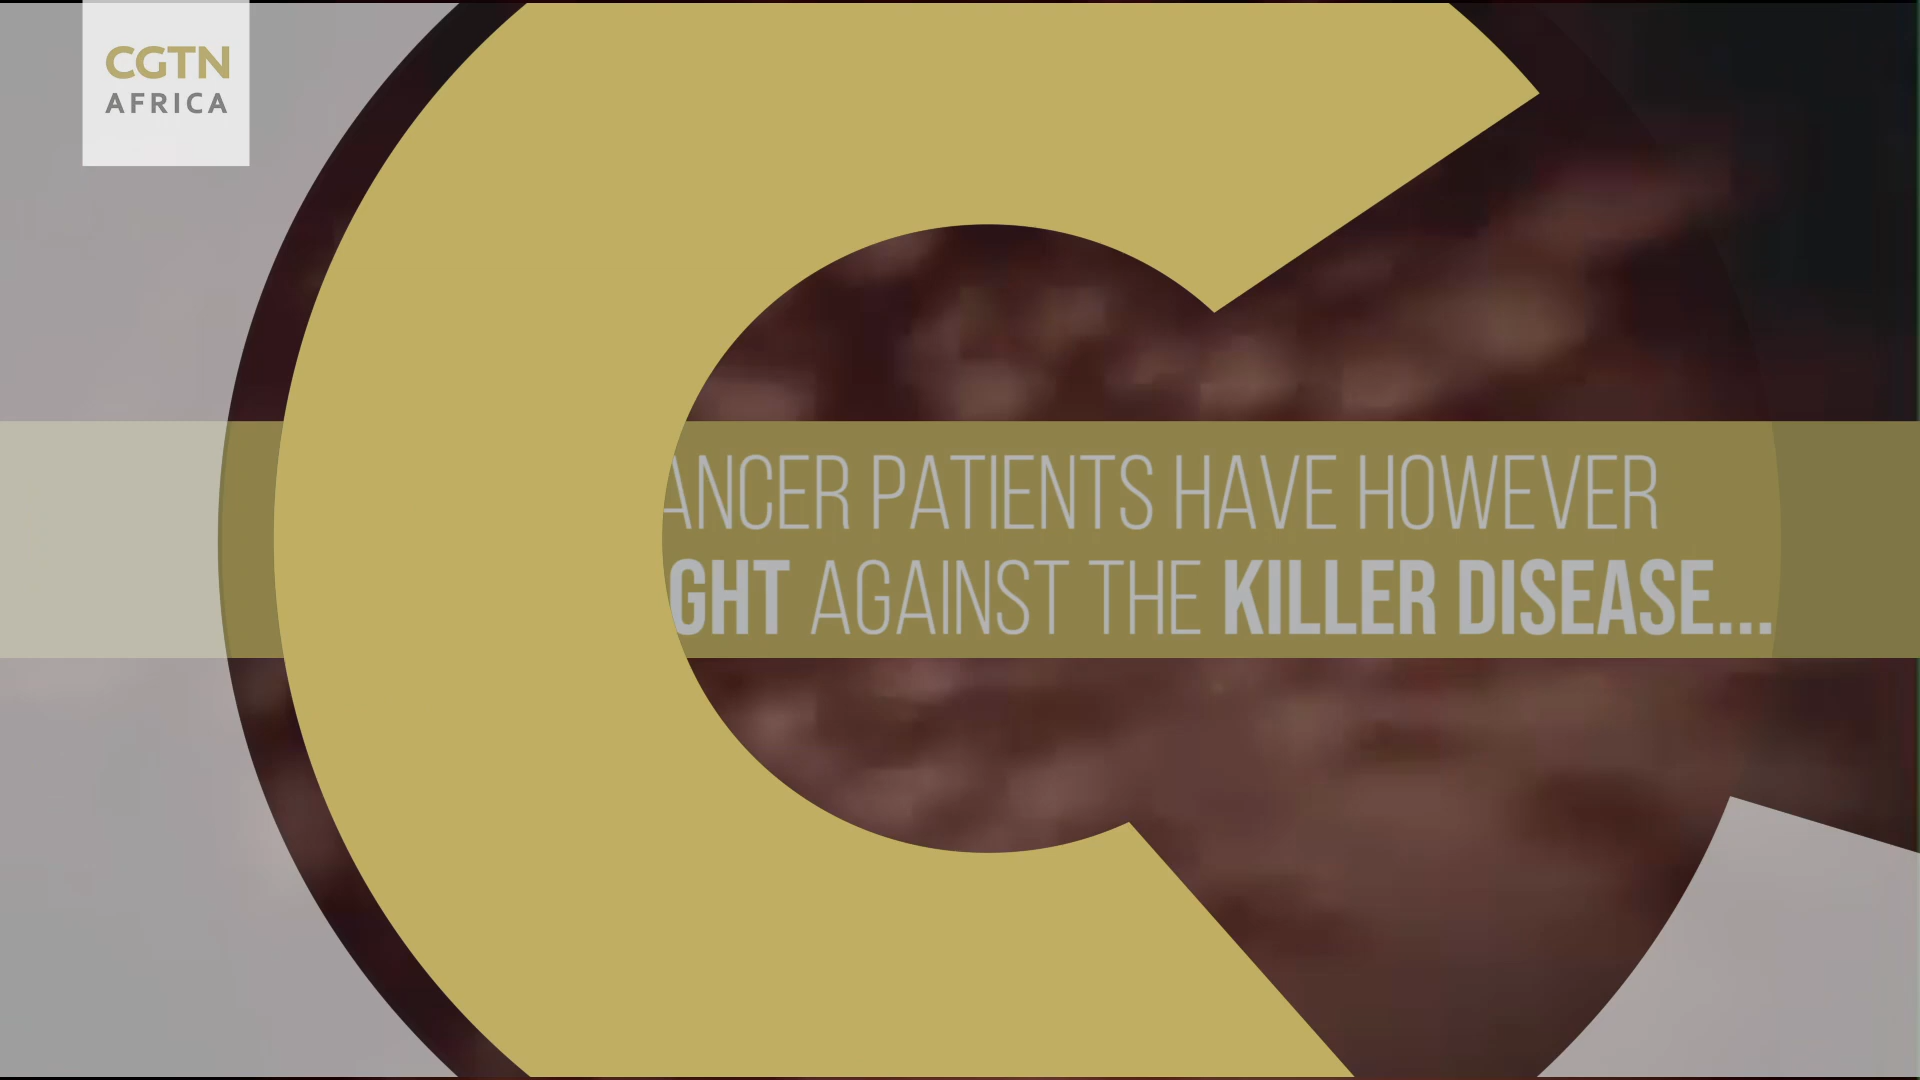 CGTN
AFRICA
ANCER PATIENTS HAVE HOWEVER
GHT AGAINST THE KILLER DISEASE...